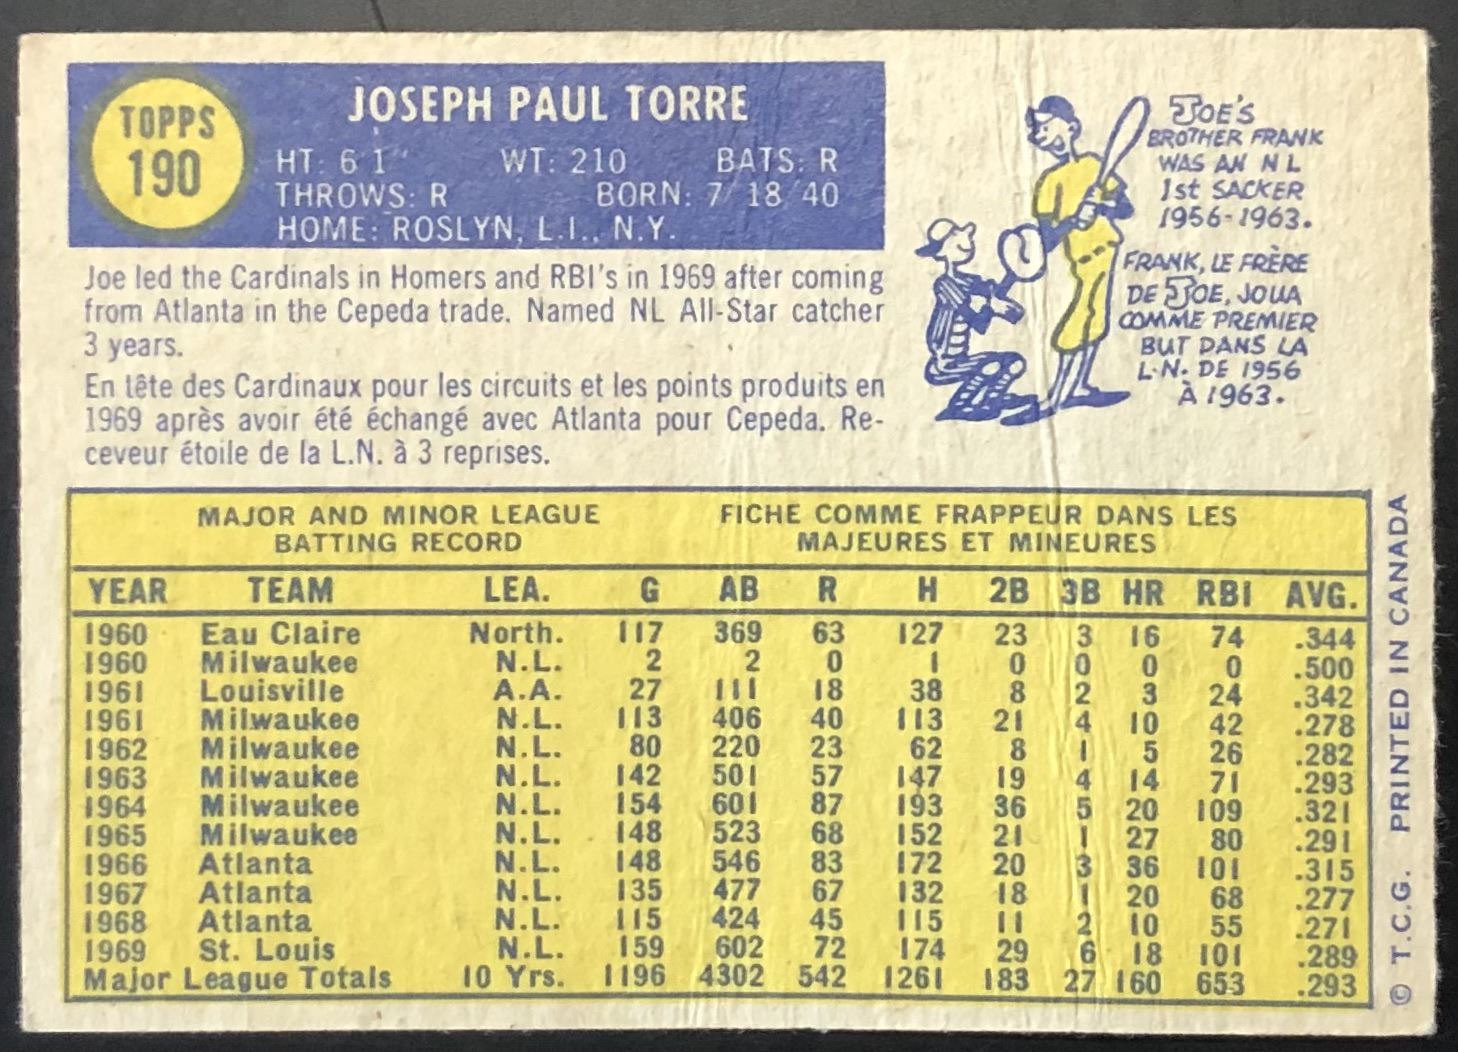 TOPPS
190
JOSEPH PAUL TORRE
HT: 6 1" WT: 210 BATS: R
THROWS: R BORN: 7/18/40
HOME: ROSLYN, L.I., N.Y.
JOE'S
BROTHER FRANK
WAS AN N L
1st SACKER
1956-1963.
FRANK, LE FRÈRE
DE JOE, JOUA
COMME PREMIER
BUT DANS LA
L.N. DE 1956
À 1963.
Joe led the Cardinals in Homers and RBI's in 1969 after coming
from Atlanta in the Cepeda trade. Named NL All-Star catcher
3 years.
En tête des Cardinaux pour les circuits et les points produits en
1969 après avoir été échangé avec Atlanta pour Cepeda. Re-
ceveur étoile de la L.N. à 3 reprises.
MAJOR AND MINOR LEAGUE FICHE COMME FRAPPEUR DANS LES
BATTING RECORD MAJEURES ET MINEURES
YEAR TEAM LEA. G AB R H 2B 3B HR RBI AVG.
1960 Eau Claire North. 117 369 63 127 23 3 16 74 .344
1960 Milwaukee N.L. 2 2 0 1 0 0 0 0 .500
1961 Louisville A.A. 27 111 18 38 8 2 3 24 .342
1961 Milwaukee N.L. 113 406 40 113 21 4 10 42 .278
1962 Milwaukee N.L. 80 220 23 62 8 1 5 26 .282
1963 Milwaukee N.L. 142 501 57 147 19 4 14 71 .293
1964 Milwaukee N.L. 154 601 87 193 36 5 20 109 .321
1965 Milwaukee N.L. 148 523 68 152 21 1 27 80 .291
1966 Atlanta N.L. 148 546 83 172 20 3 36 101 .315
1967 Atlanta N.L. 135 477 67 132 18 1 20 68 .277
1968 Atlanta N.L. 115 424 45 115 11 2 10 55 .271
1969 St. Louis N.L. 159 602 72 174 29 6 18 101 .289
Major League Totals 10 Yrs. 1196 4302 542 1261 183 27 160 653 .293
© T.C.G. PRINTED IN CANADA